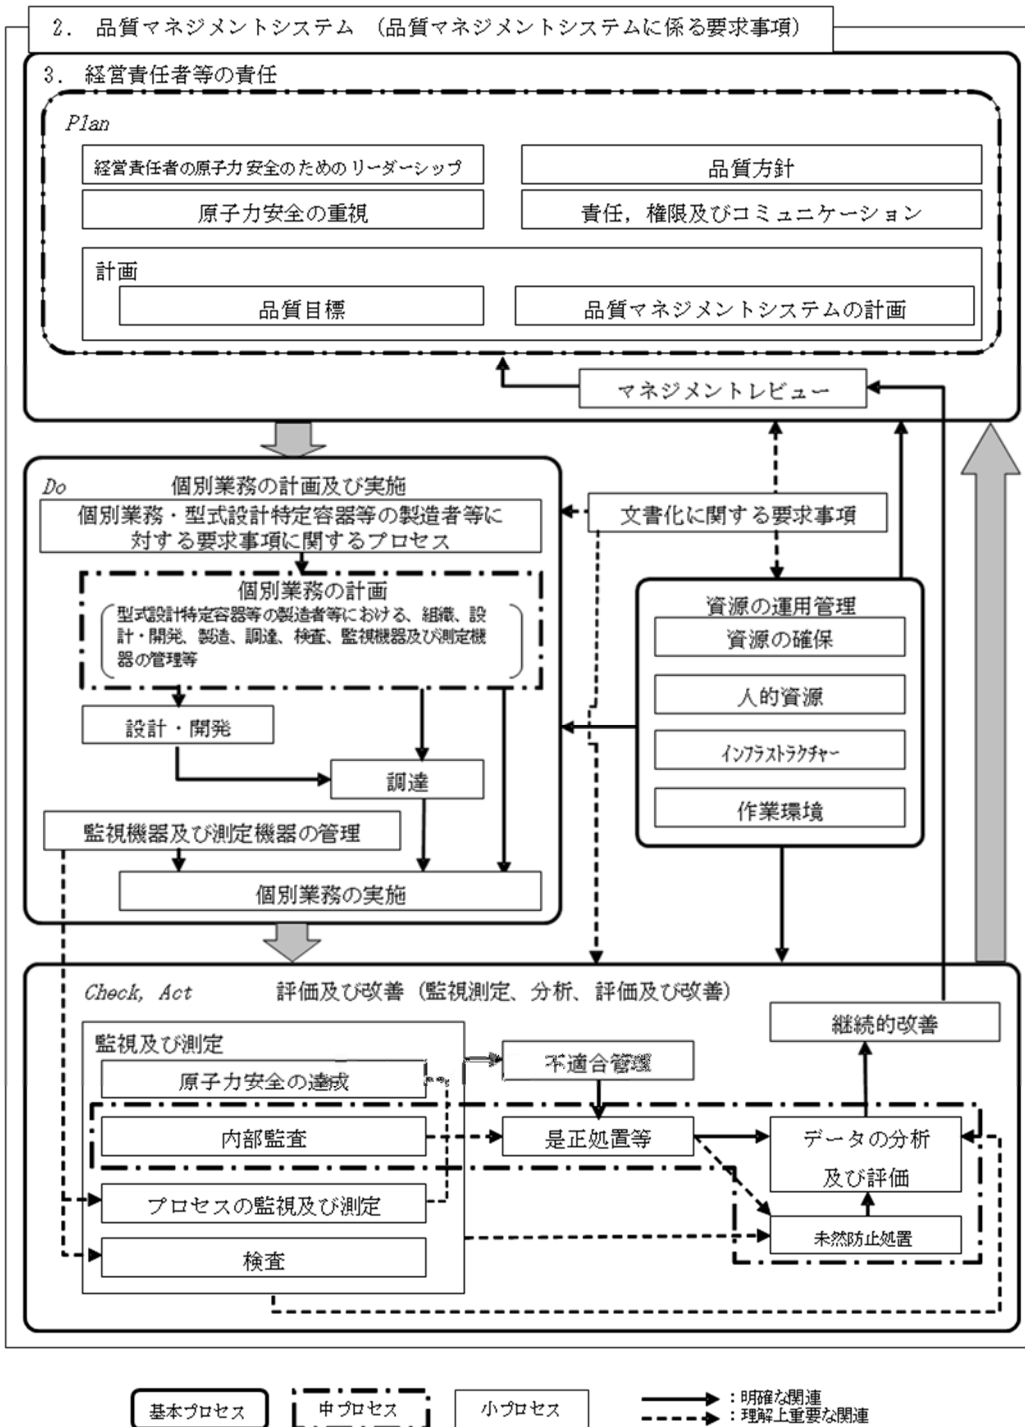 2. 品質マネジメントシステム (品質マネジメントシステムに係る要求事項)
3. 経営責任者等の責任
Plan
経営責任者の原子力安全のためのリーダーシップ
品質方針
原子力安全の重視
責任, 権限及びコミュニケーション
計画
品質目標
品質マネジメントシステムの計画
マネジメントレビュー
Do 個別業務の計画及び実施
個別業務・型式設計特定容器等の製造者等に
対する要求事項に関するプロセス
文書化に関する要求事項
個別業務の計画
型式設計特定容器等の製造者等における、組織、設
計・開発、製造、調達、検査、監視機器及び測定機
器の管理等
資源の運用管理
資源の確保
人的資源
インフラストラクチャー
作業環境
設計・開発
調達
監視機器及び測定機器の管理
個別業務の実施
Check, Act 評価及び改善 (監視測定、分析、評価及び改善)
継続的改善
監視及び測定
原子力安全の達成
不適合管理
内部監査
是正処置等
データの分析
及び評価
プロセスの監視及び測定
未然防止処置
検査
基本プロセス
中プロセス
小プロセス
:明確な関連
:理解上重要な関連